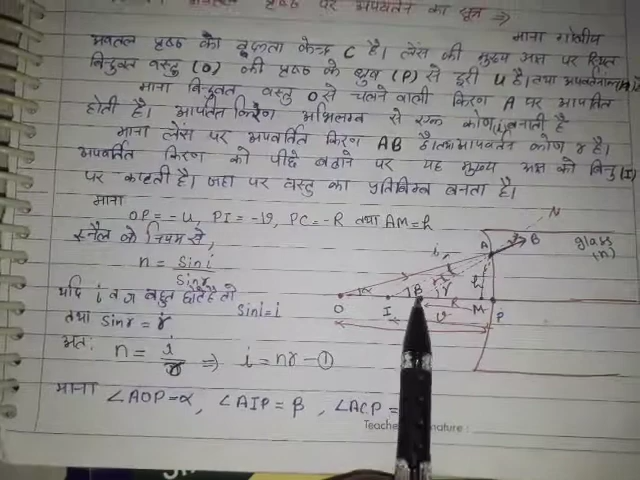 पृष्ठ पर अपवर्तन का सूत्र ⇒
माना गोलीय
अवतल पृष्ठ की वक्रता केन्द्र C है। लेंस की मुख्य अक्ष पर स्थित
बिन्दुवत वस्तु (O) की पृष्ठ के ध्रुव (P) से दूरी u है। तथा
माना बिन्दुवत वस्तु O से चलने वाली किरण A पर आपतित
होती है। आपतित किरण अभिलम्ब से एक कोण i बनाती है
माना लेंस पर अपवर्तित किरण AB है तथा अपवर्तन कोण r है।
अपवर्तित किरण को पीछे बढाने पर यह मुख्य अक्ष को बिन्दु (I)
पर काटती है। जहा पर वस्तु का प्रतिबिम्ब बनता है।
माना
OP = -u, PI = -v, PC = -R तथा AM = h
स्नैल के नियम से,
n = sin i / sin r
यदि i व r बहुत छोटे है तो
sin i = i
तथा sin r = r
अतः n = i / r ⇒ i = nr - ①
माना ∠AOP = α, ∠AIP = β, ∠ACP =
N
A
B
glass
(n)
i
r
h
α
β
γ
O
I
R
M
P
v
Teacher
nature :